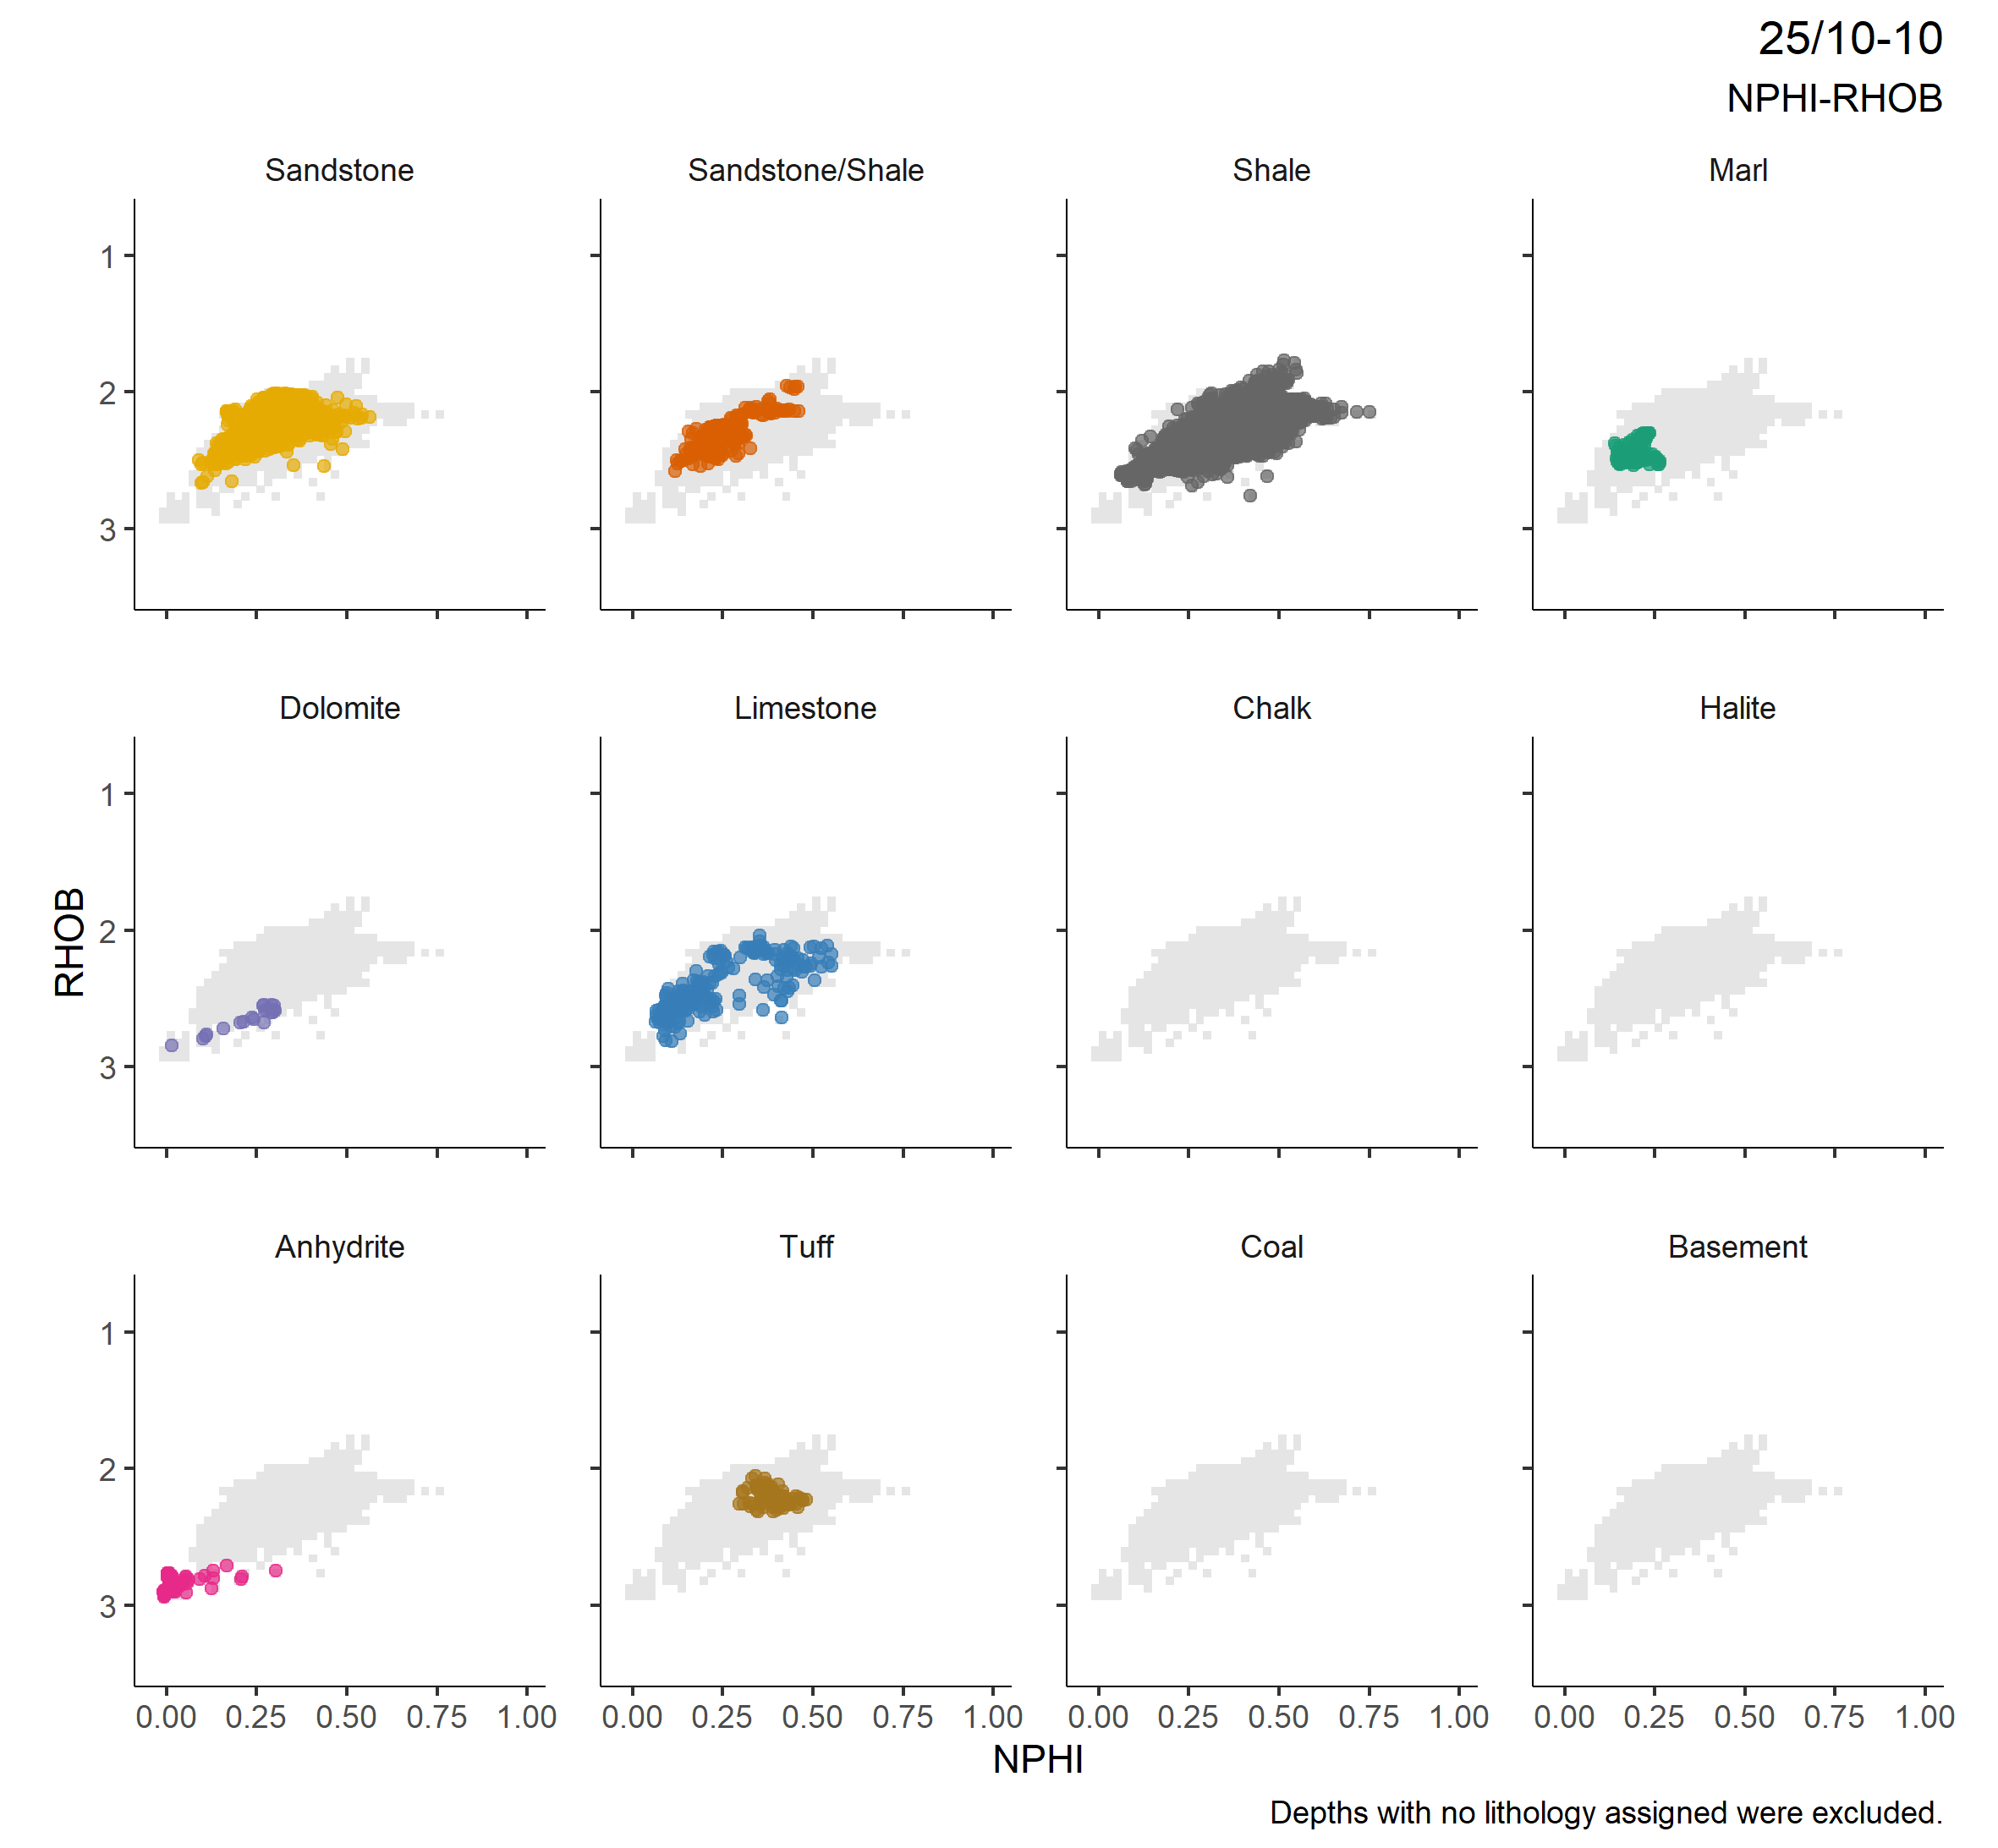 25/10-10
NPHI-RHOB
Sandstone Sandstone/Shale Shale Marl
1
2
3
Dolomite Limestone Chalk Halite
1
2
3
RHOB
Anhydrite Tuff Coal Basement
1
2
3
0.00 0.25 0.50 0.75 1.00 0.00 0.25 0.50 0.75 1.00 0.00 0.25 0.50 0.75 1.00 0.00 0.25 0.50 0.75 1.00
NPHI
Depths with no lithology assigned were excluded.